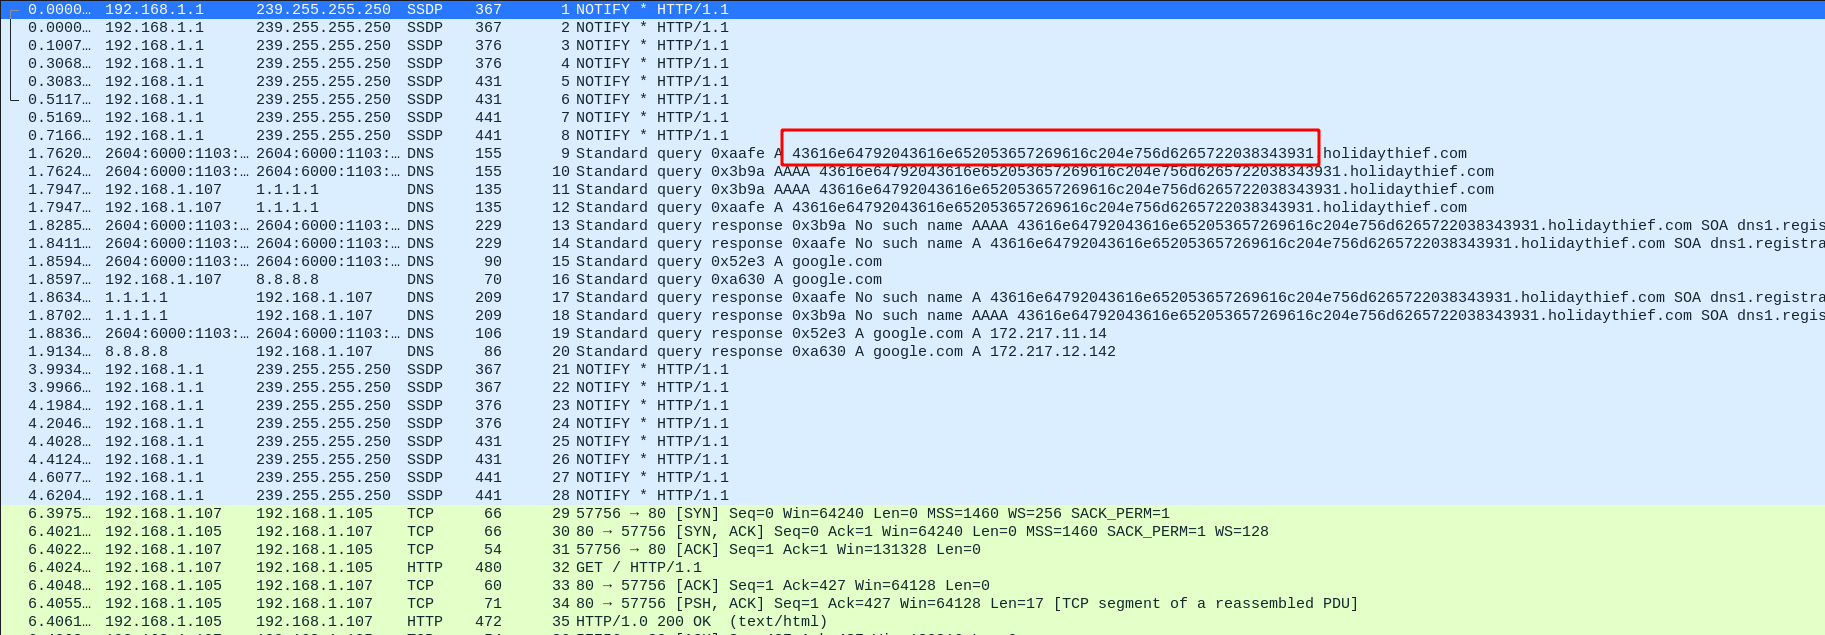 0.0000… 192.168.1.1 239.255.255.250 SSDP 367 1 NOTIFY * HTTP/1.1
0.0000… 192.168.1.1 239.255.255.250 SSDP 367 2 NOTIFY * HTTP/1.1
0.1007… 192.168.1.1 239.255.255.250 SSDP 376 3 NOTIFY * HTTP/1.1
0.3068… 192.168.1.1 239.255.255.250 SSDP 376 4 NOTIFY * HTTP/1.1
0.3083… 192.168.1.1 239.255.255.250 SSDP 431 5 NOTIFY * HTTP/1.1
0.5117… 192.168.1.1 239.255.255.250 SSDP 431 6 NOTIFY * HTTP/1.1
0.5169… 192.168.1.1 239.255.255.250 SSDP 441 7 NOTIFY * HTTP/1.1
0.7166… 192.168.1.1 239.255.255.250 SSDP 441 8 NOTIFY * HTTP/1.1
1.7620… 2604:6000:1103:… 2604:6000:1103:… DNS 155 9 Standard query 0xaafe A 43616e64792043616e652053657269616c204e756d6265722038343931.holidaythief.com
1.7624… 2604:6000:1103:… 2604:6000:1103:… DNS 155 10 Standard query 0x3b9a AAAA 43616e64792043616e652053657269616c204e756d6265722038343931.holidaythief.com
1.7947… 192.168.1.107 1.1.1.1 DNS 135 11 Standard query 0x3b9a AAAA 43616e64792043616e652053657269616c204e756d6265722038343931.holidaythief.com
1.7947… 192.168.1.107 1.1.1.1 DNS 135 12 Standard query 0xaafe A 43616e64792043616e652053657269616c204e756d6265722038343931.holidaythief.com
1.8285… 2604:6000:1103:… 2604:6000:1103:… DNS 229 13 Standard query response 0x3b9a No such name AAAA 43616e64792043616e652053657269616c204e756d6265722038343931.holidaythief.com SOA dns1.regis
1.8411… 2604:6000:1103:… 2604:6000:1103:… DNS 229 14 Standard query response 0xaafe No such name A 43616e64792043616e652053657269616c204e756d6265722038343931.holidaythief.com SOA dns1.registra
1.8594… 2604:6000:1103:… 2604:6000:1103:… DNS 90 15 Standard query 0x52e3 A google.com
1.8597… 192.168.1.107 8.8.8.8 DNS 70 16 Standard query 0xa630 A google.com
1.8634… 1.1.1.1 192.168.1.107 DNS 209 17 Standard query response 0xaafe No such name A 43616e64792043616e652053657269616c204e756d6265722038343931.holidaythief.com SOA dns1.registra
1.8702… 1.1.1.1 192.168.1.107 DNS 209 18 Standard query response 0x3b9a No such name AAAA 43616e64792043616e652053657269616c204e756d6265722038343931.holidaythief.com SOA dns1.regis
1.8836… 2604:6000:1103:… 2604:6000:1103:… DNS 106 19 Standard query response 0x52e3 A google.com A 172.217.11.14
1.9134… 8.8.8.8 192.168.1.107 DNS 86 20 Standard query response 0xa630 A google.com A 172.217.12.142
3.9934… 192.168.1.1 239.255.255.250 SSDP 367 21 NOTIFY * HTTP/1.1
3.9966… 192.168.1.1 239.255.255.250 SSDP 367 22 NOTIFY * HTTP/1.1
4.1984… 192.168.1.1 239.255.255.250 SSDP 376 23 NOTIFY * HTTP/1.1
4.2046… 192.168.1.1 239.255.255.250 SSDP 376 24 NOTIFY * HTTP/1.1
4.4028… 192.168.1.1 239.255.255.250 SSDP 431 25 NOTIFY * HTTP/1.1
4.4124… 192.168.1.1 239.255.255.250 SSDP 431 26 NOTIFY * HTTP/1.1
4.6077… 192.168.1.1 239.255.255.250 SSDP 441 27 NOTIFY * HTTP/1.1
4.6204… 192.168.1.1 239.255.255.250 SSDP 441 28 NOTIFY * HTTP/1.1
6.3975… 192.168.1.107 192.168.1.105 TCP 66 29 57756 → 80 [SYN] Seq=0 Win=64240 Len=0 MSS=1460 WS=256 SACK_PERM=1
6.4021… 192.168.1.105 192.168.1.107 TCP 66 30 80 → 57756 [SYN, ACK] Seq=0 Ack=1 Win=64240 Len=0 MSS=1460 SACK_PERM=1 WS=128
6.4022… 192.168.1.107 192.168.1.105 TCP 54 31 57756 → 80 [ACK] Seq=1 Ack=1 Win=131328 Len=0
6.4024… 192.168.1.107 192.168.1.105 HTTP 480 32 GET / HTTP/1.1
6.4048… 192.168.1.105 192.168.1.107 TCP 60 33 80 → 57756 [ACK] Seq=1 Ack=427 Win=64128 Len=0
6.4055… 192.168.1.105 192.168.1.107 TCP 71 34 80 → 57756 [PSH, ACK] Seq=1 Ack=427 Win=64128 Len=17 [TCP segment of a reassembled PDU]
6.4061… 192.168.1.105 192.168.1.107 HTTP 472 35 HTTP/1.0 200 OK (text/html)